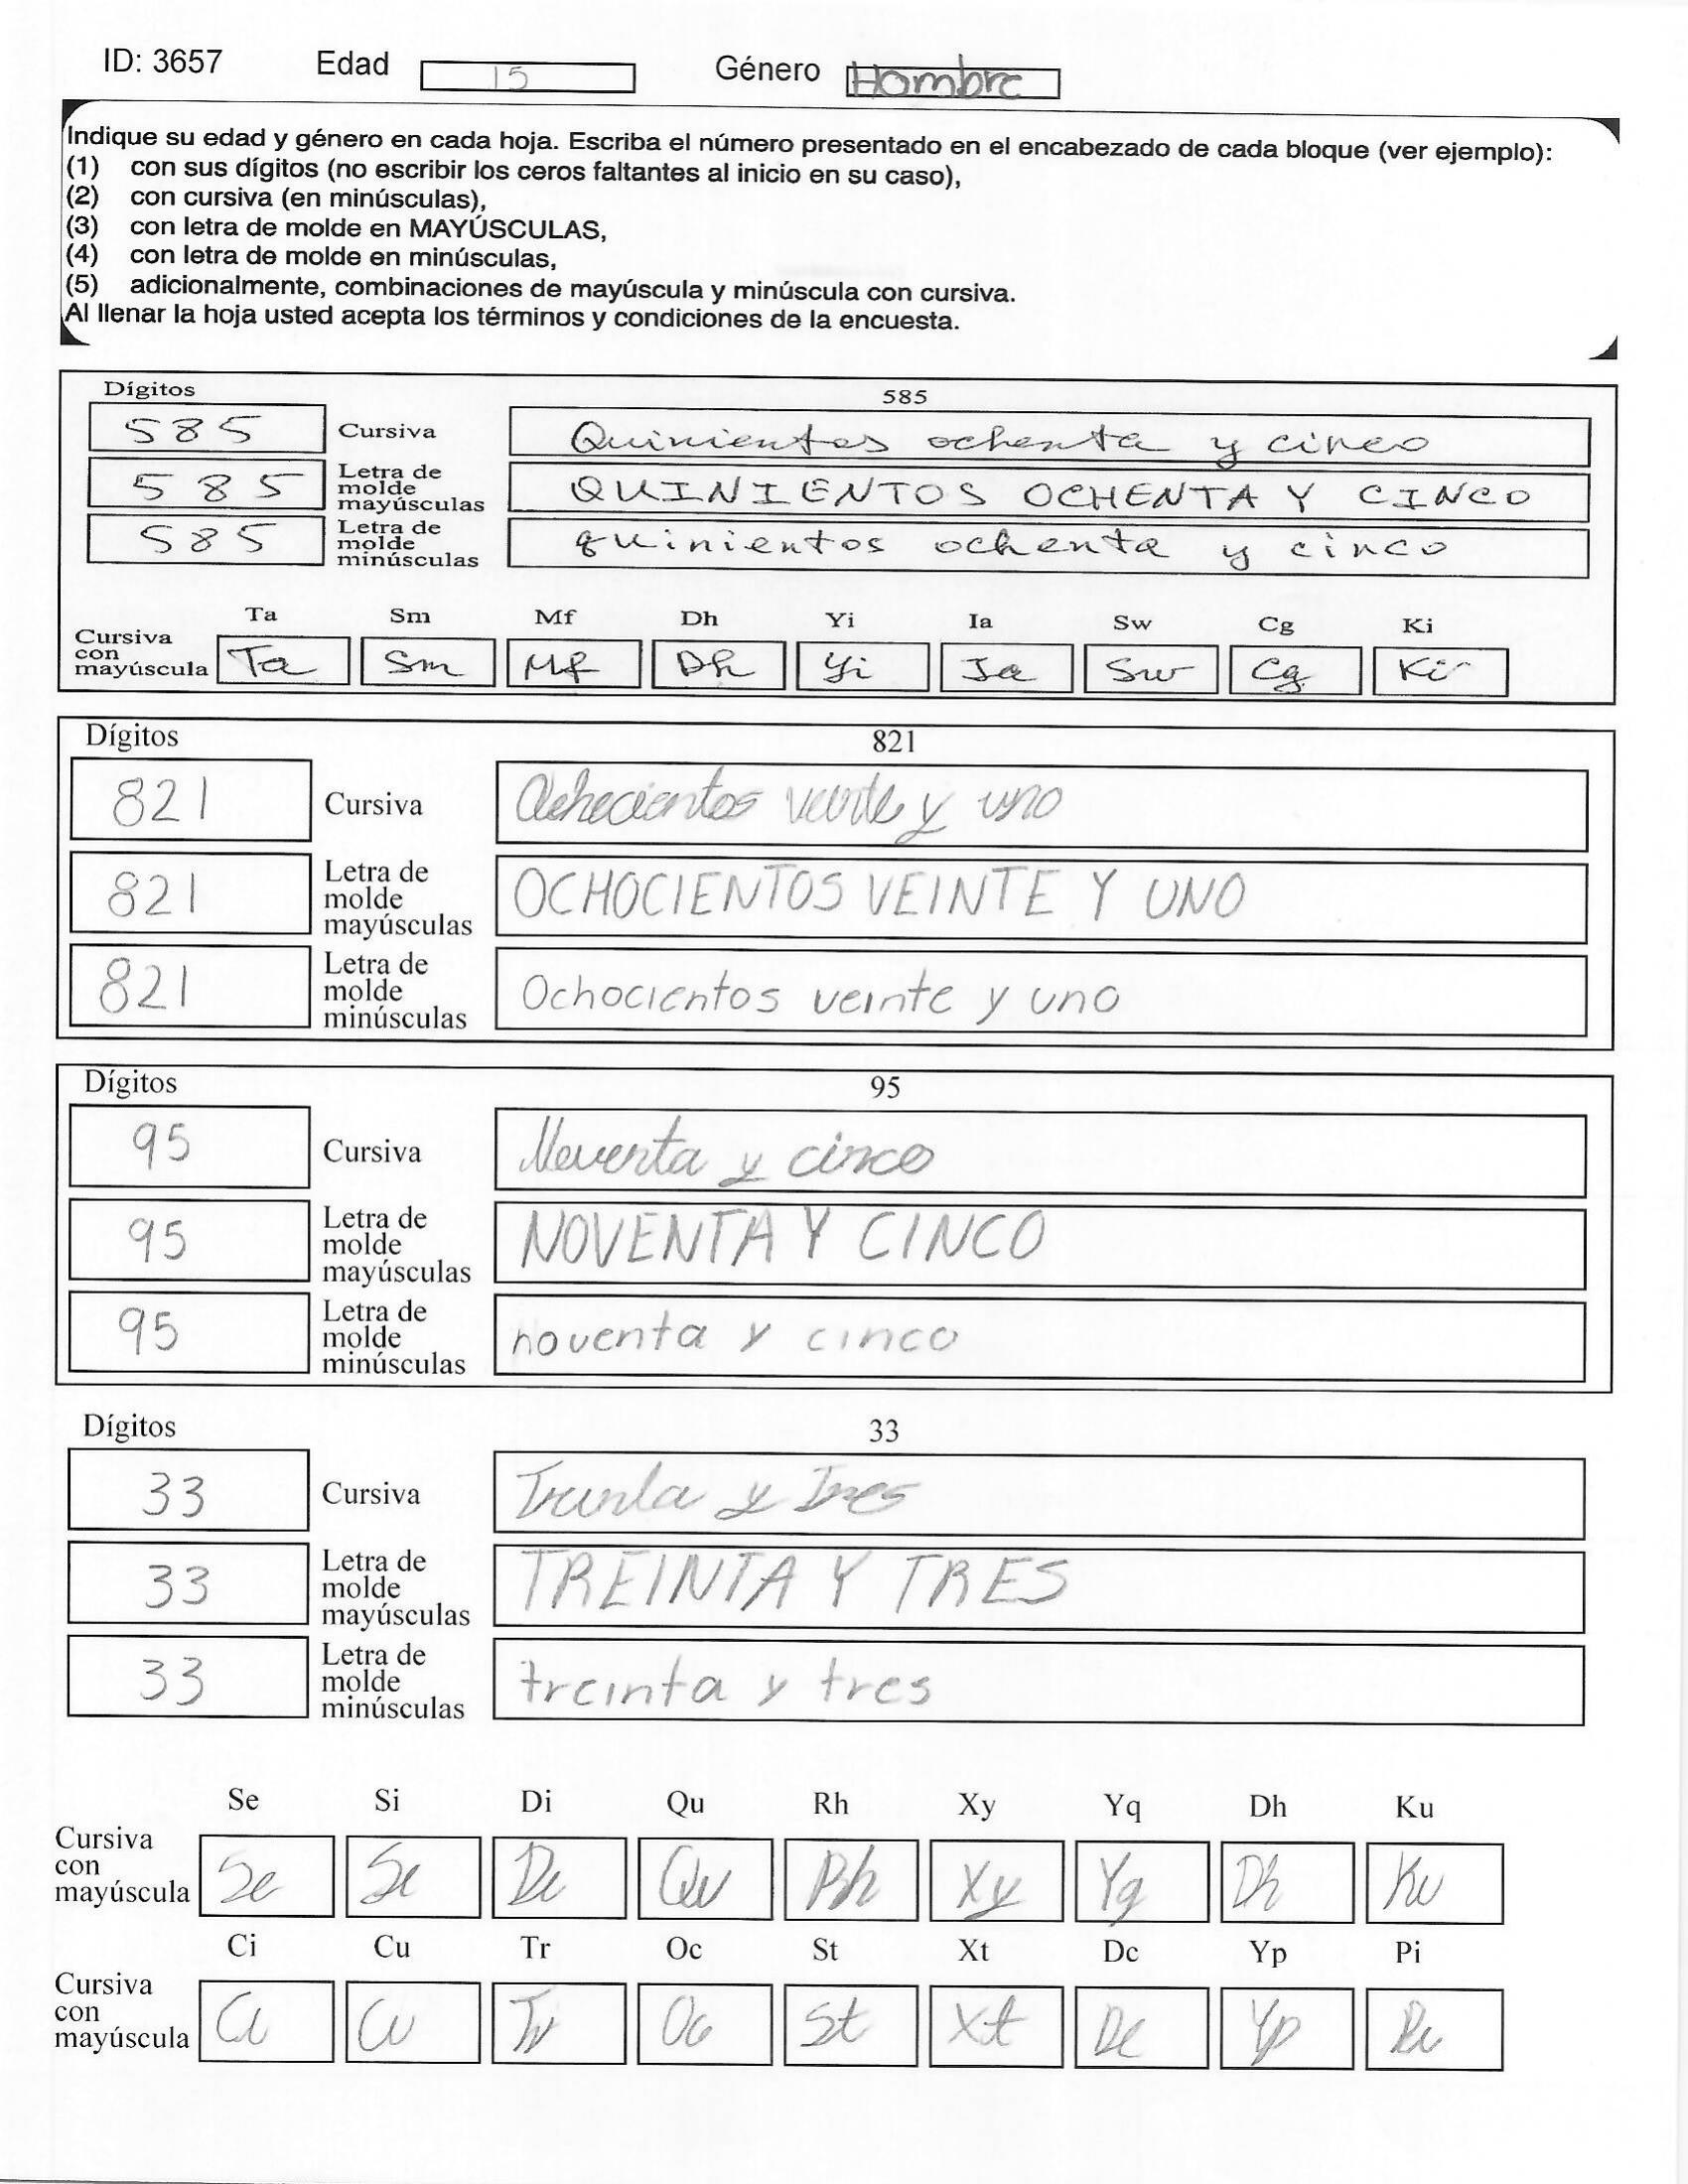 ID: 3657 Edad 15 Género Hombre
Indique su edad y género en cada hoja. Escriba el número presentado en el encabezado de cada bloque (ver ejemplo):
(1) con sus dígitos (no escribir los ceros faltantes al inicio en su caso),
(2) con cursiva (en minúsculas),
(3) con letra de molde en MAYÚSCULAS,
(4) con letra de molde en minúsculas,
(5) adicionalmente, combinaciones de mayúscula y minúscula con cursiva.
Al llenar la hoja usted acepta los términos y condiciones de la encuesta.
Dígitos 585
585 Cursiva Quinientos ochenta y cinco
585 Letra de molde mayúsculas QUINIENTOS OCHENTA Y CINCO
585 Letra de molde minúsculas quinientos ochenta y cinco
Ta Sm Mf Dh Yi Ia Sw Cg Ki
Cursiva con mayúscula Ta Sm Mf Dh Yi Ia Sw Cg Ki
Dígitos 821
821 Cursiva Ochocientos veinte y uno
821 Letra de molde mayúsculas OCHOCIENTOS VEINTE Y UNO
821 Letra de molde minúsculas Ochocientos veinte y uno
Dígitos 95
95 Cursiva Noventa y cinco
95 Letra de molde mayúsculas NOVENTA Y CINCO
95 Letra de molde minúsculas noventa y cinco
Dígitos 33
33 Cursiva Treinta y Tres
33 Letra de molde mayúsculas TREINTA Y TRES
33 Letra de molde minúsculas treinta y tres
Se Si Di Qu Rh Xy Yq Dh Ku
Cursiva con mayúscula Se Si Di Qu Rh Xy Yq Dh Ku
Ci Cu Tr Oc St Xt Dc Yp Pi
Cursiva con mayúscula Ci Cu Tr Oc St Xt Dc Yp Pi